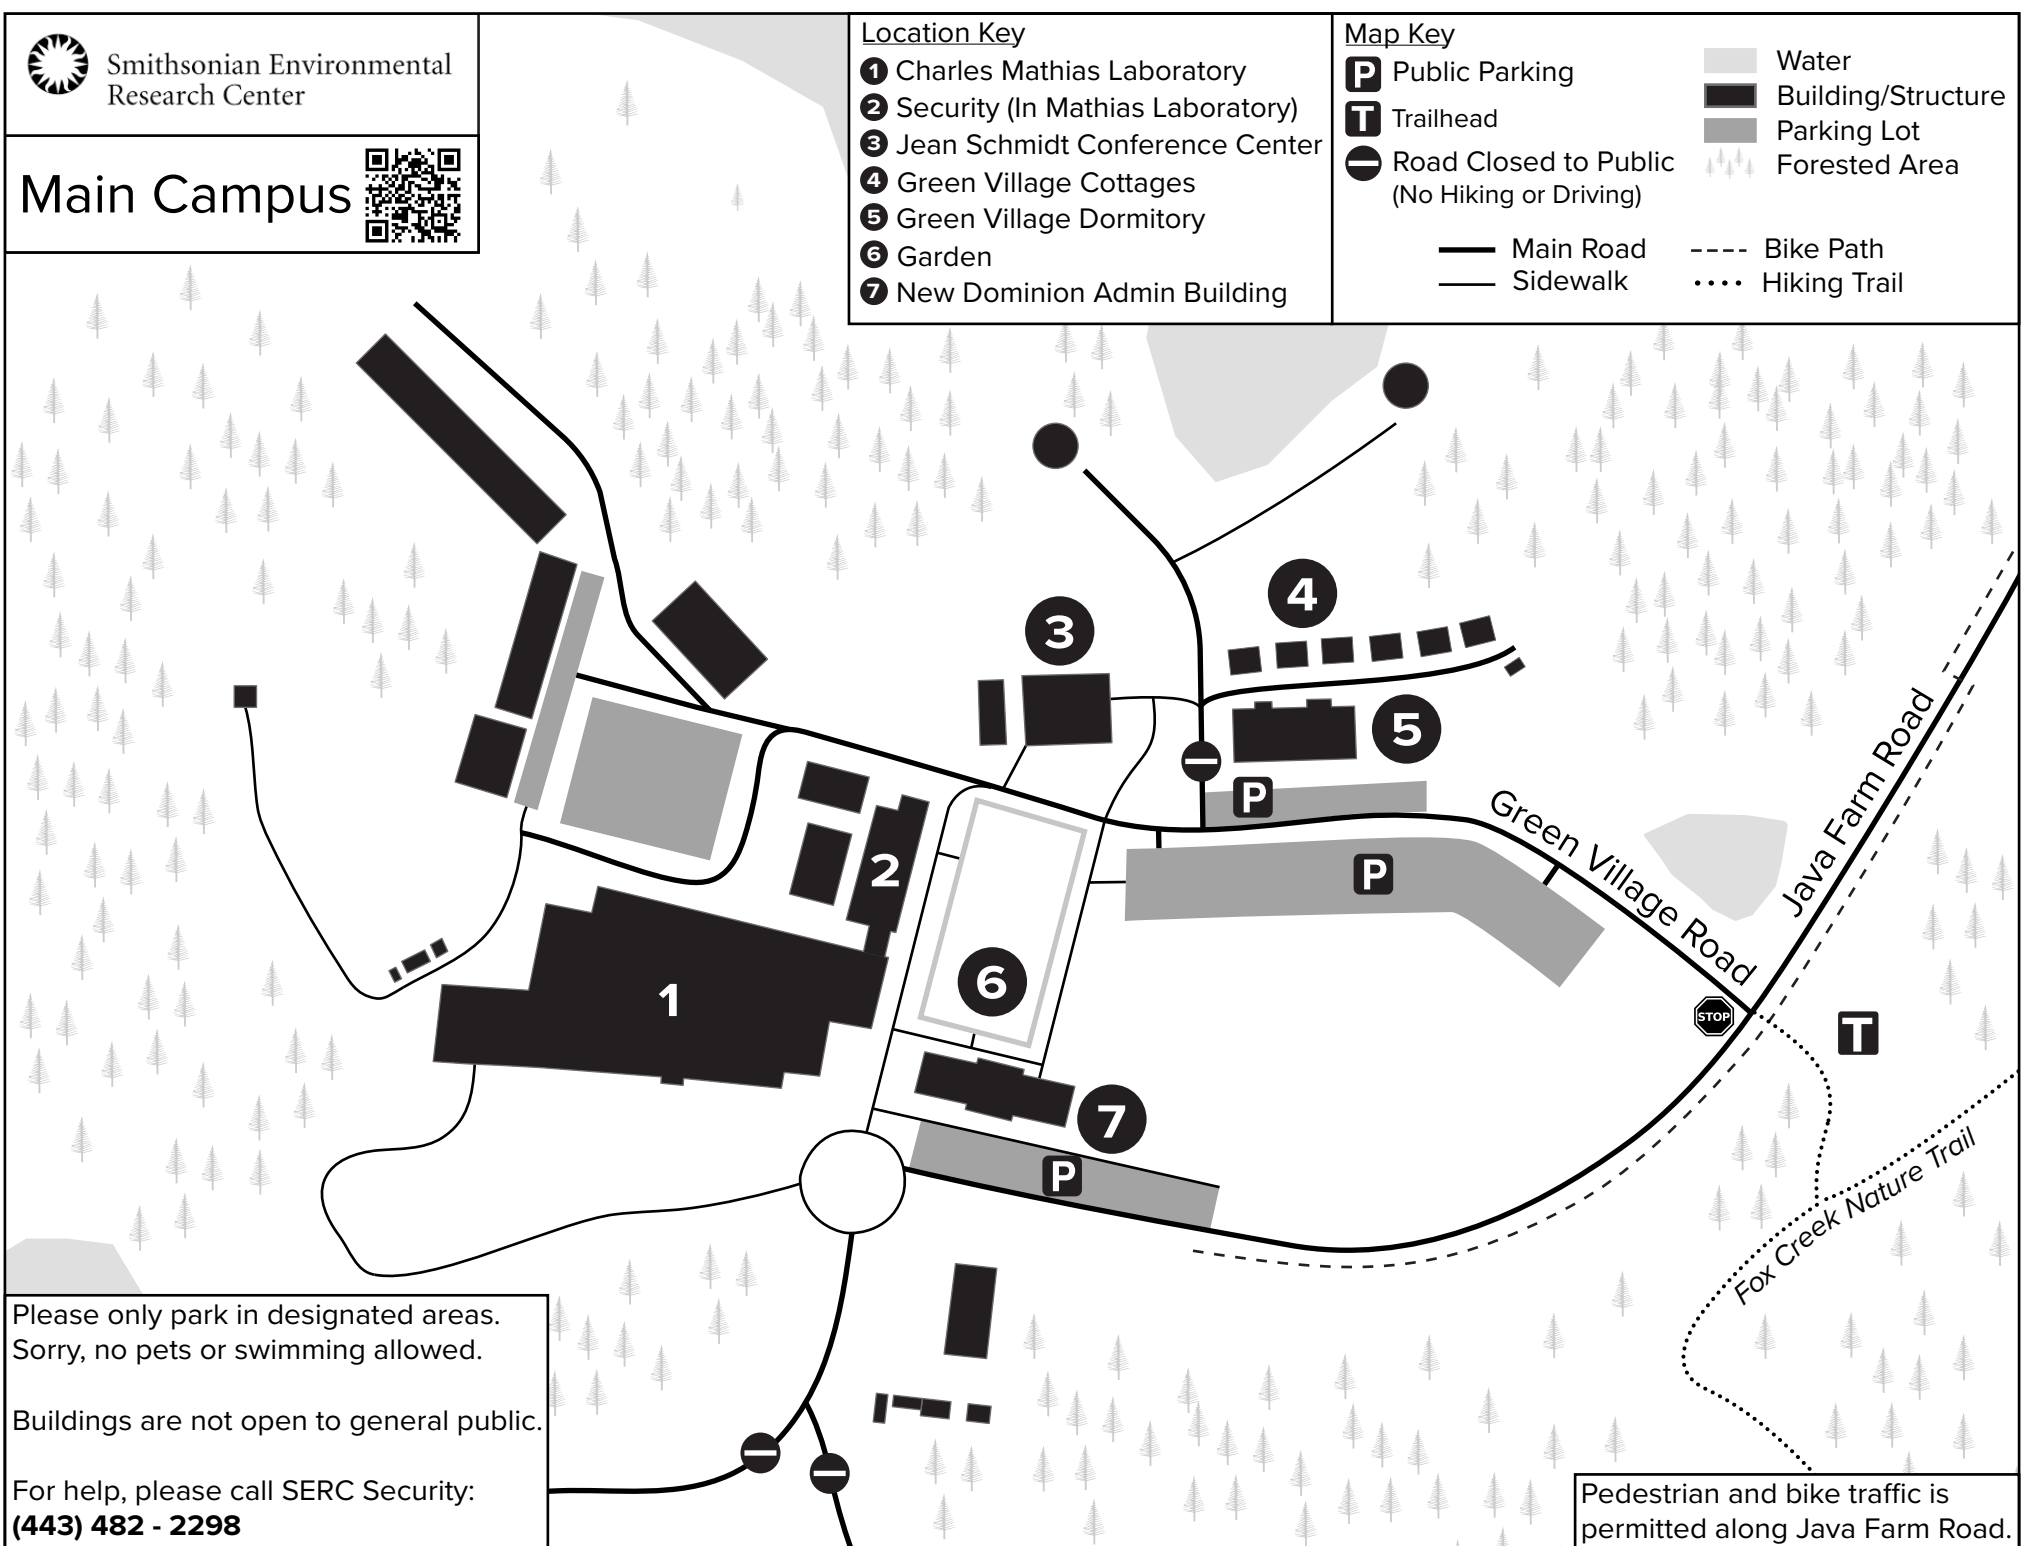 Smithsonian Environmental
Research Center
Main Campus
Location Key
1 Charles Mathias Laboratory
2 Security (In Mathias Laboratory)
3 Jean Schmidt Conference Center
4 Green Village Cottages
5 Green Village Dormitory
6 Garden
7 New Dominion Admin Building
Map Key
P Public Parking
T Trailhead
Road Closed to Public
(No Hiking or Driving)
Water
Building/Structure
Parking Lot
Forested Area
Main Road
Sidewalk
Bike Path
Hiking Trail
4
3
5
P
2
P
Green Village Road
Java Farm Road
6
1
STOP
T
7
P
Fox Creek Nature Trail
Please only park in designated areas.
Sorry, no pets or swimming allowed.
Buildings are not open to general public.
For help, please call SERC Security:
(443) 482 - 2298
Pedestrian and bike traffic is
permitted along Java Farm Road.